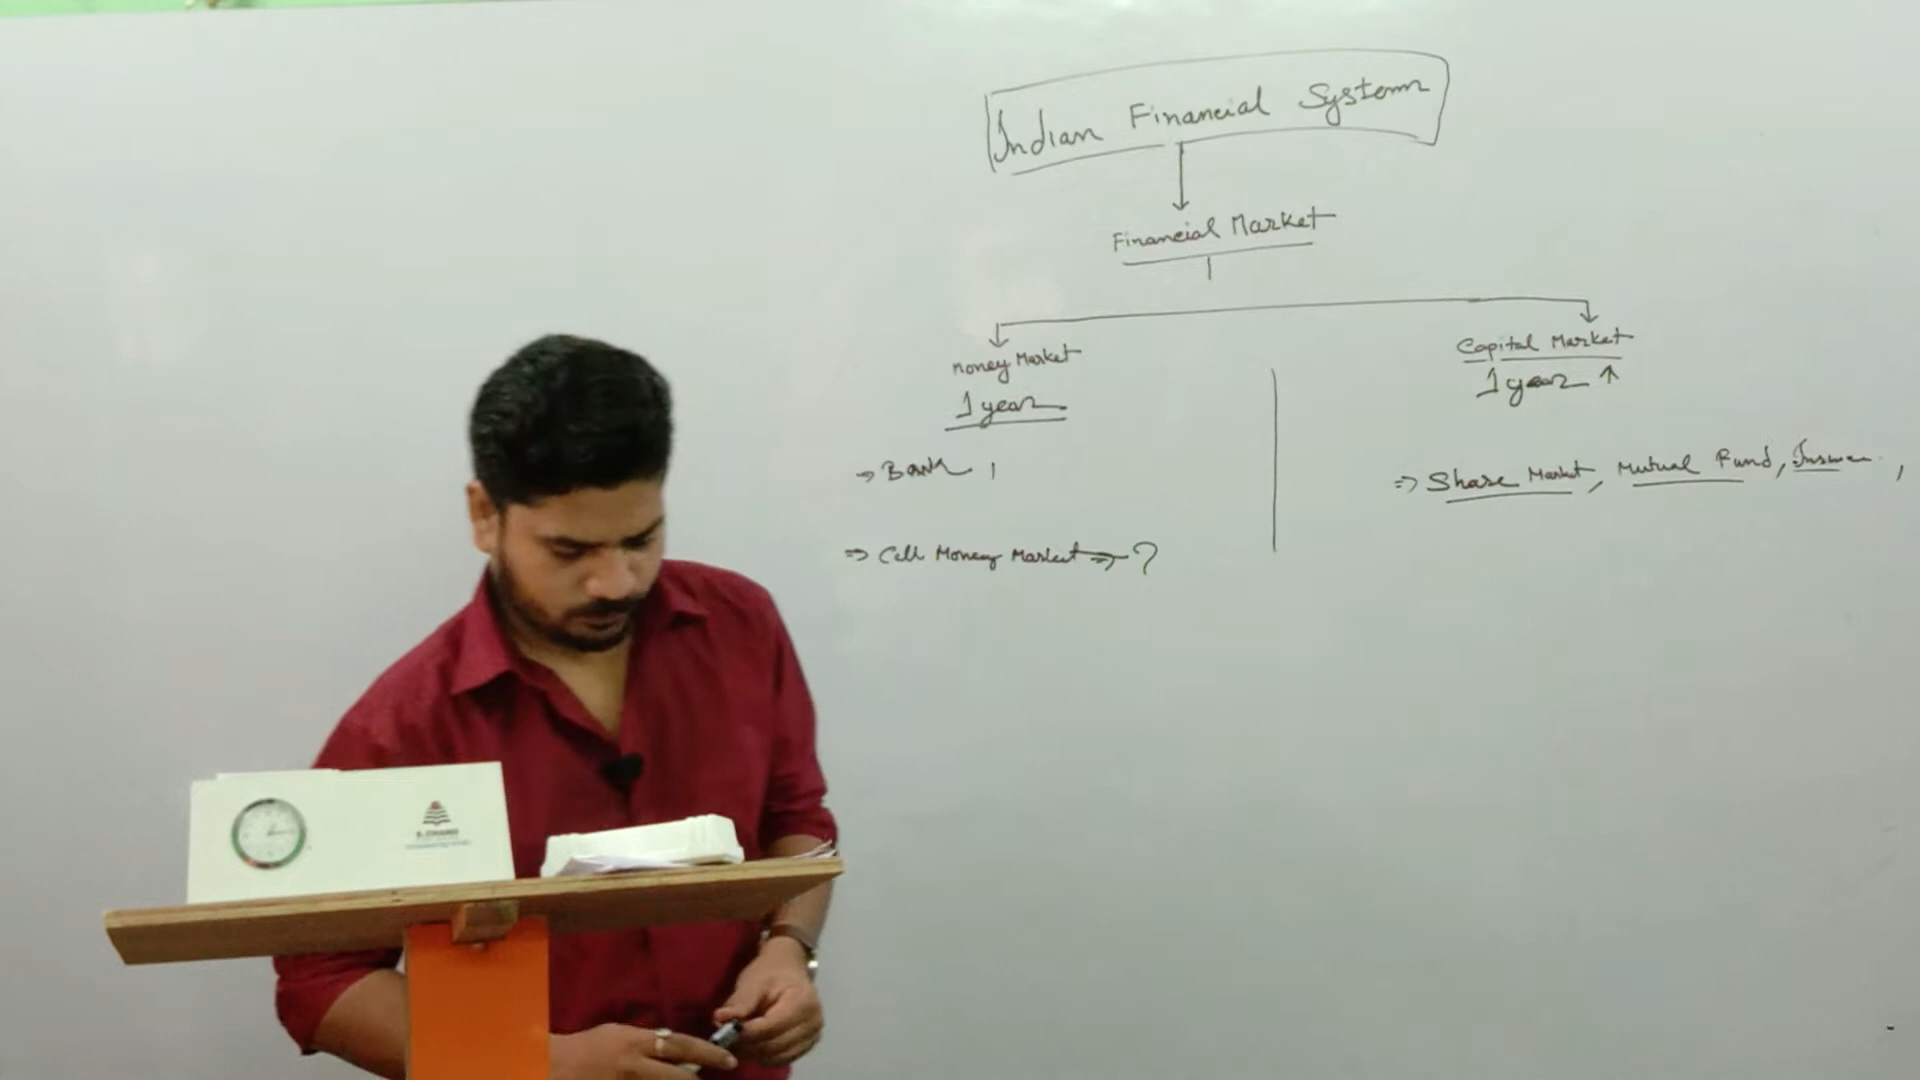 Indian Financial System
Financial Market
Money Market
1 year
⇒ Bank ,
⇒ Call Money Market ⇒ ?
Capital Market
1 year ↑
⇒ Share Market, Mutual Fund,
S. CHAND